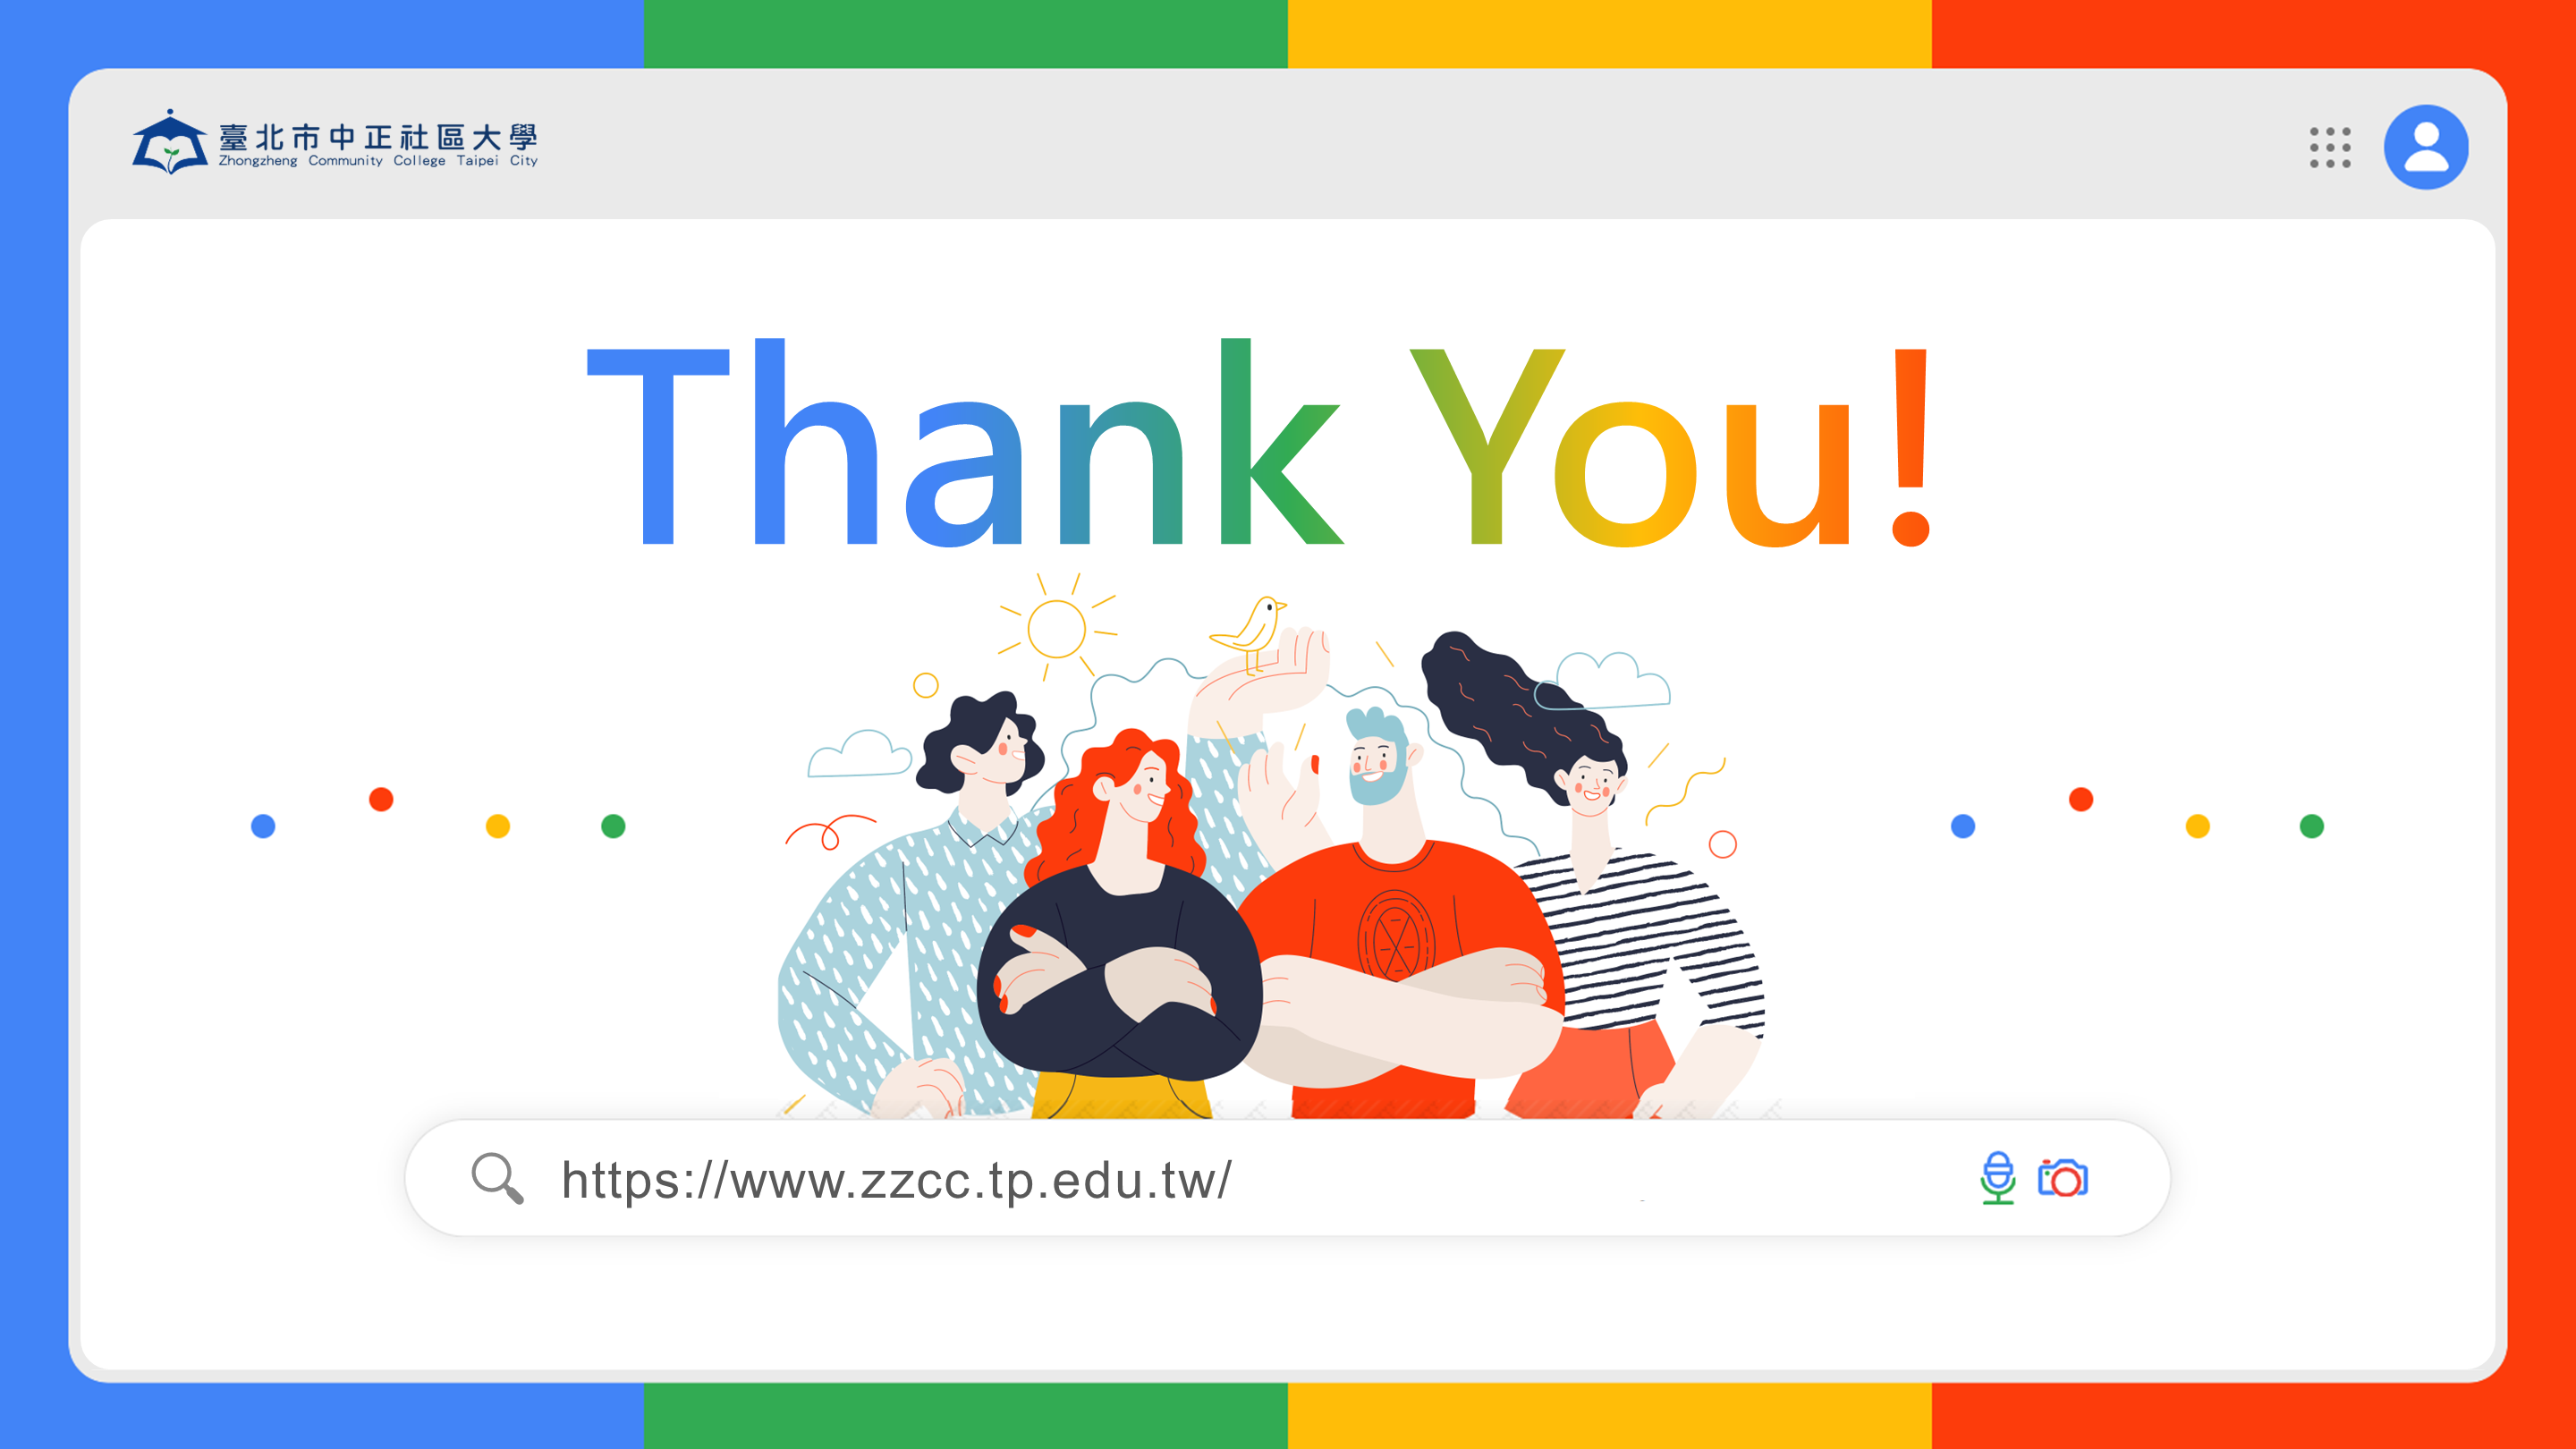 臺北市中正社區大學
Zhongzheng Community College Taipei City
Thank You!
https://www.zzcc.tp.edu.tw/